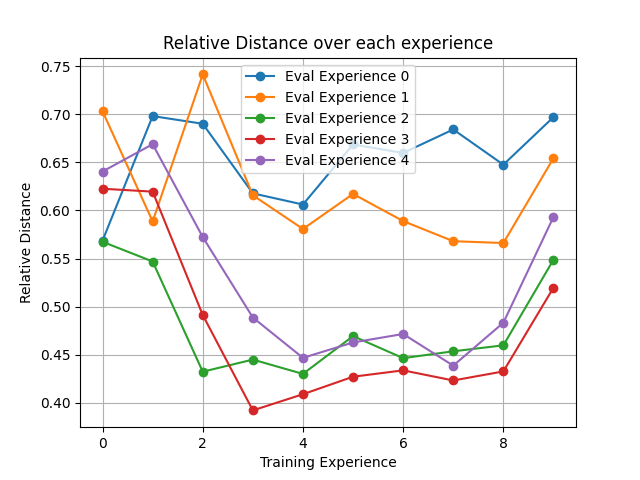 Relative Distance over each experience
Eval Experience 0
Eval Experience 1
Eval Experience 2
Eval Experience 3
Eval Experience 4
Relative Distance
0.75
0.70
0.65
0.60
0.55
0.50
0.45
0.40
0 2 4 6 8
Training Experience